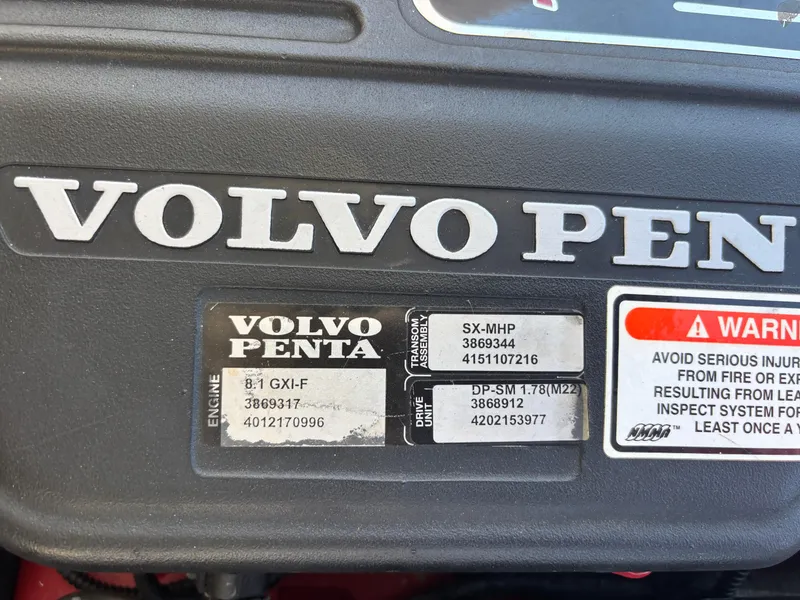 VOLVO PEN
VOLVO
PENTA
ENGINE
8.1 GXI-F
3869317
4012170996
TRANSOM
ASSEMBLY
SX-MHP
3869344
4151107216
DRIVE
UNIT
DP-SM 1.78(M22)
3868912
4202153977
WARNI
AVOID SERIOUS INJUR
FROM FIRE OR EXP
RESULTING FROM LEA
INSPECT SYSTEM FOR
NMMA™ LEAST ONCE A Y